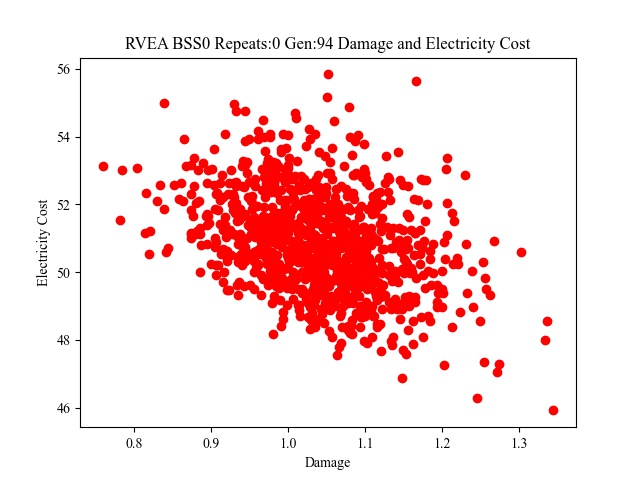 RVEA BSS0 Repeats:0 Gen:94 Damage and Electricity Cost
56
54
52
50
48
46
Electricity Cost
0.8 0.9 1.0 1.1 1.2 1.3
Damage